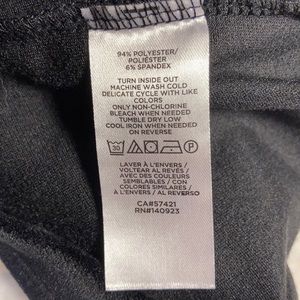 94% POLYESTER/
POLIÉSTER
6% SPANDEX
TURN INSIDE OUT
MACHINE WASH COLD
DELICATE CYCLE WITH LIKE
COLORS
ONLY NON-CHLORINE
BLEACH WHEN NEEDED
TUMBLE DRY LOW
COOL IRON WHEN NEEDED
ON REVERSE
30
P
LAVER À L'ENVERS /
VOLTEAR AL REVÉS /
AVEC DES COULEURS
SEMBLABLES / CON
COLORES SIMILARES /
À L'ENVERS / AL REVERSO
CA#57421
RN#140923